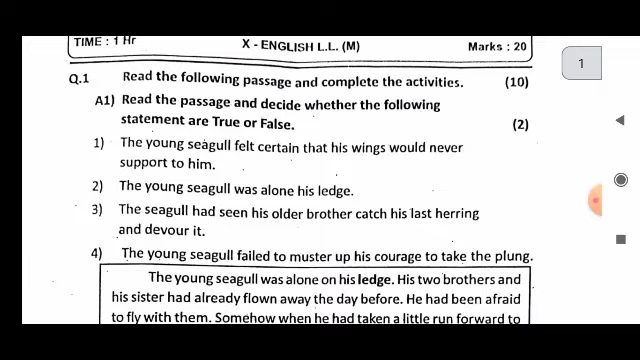 TIME : 1 Hr X - ENGLISH L.L. (M) Marks : 20
1
Q.1 Read the following passage and complete the activities. (10)
A1) Read the passage and decide whether the following
statement are True or False. (2)
1) The young seagull felt certain that his wings would never
support to him.
2) The young seagull was alone his ledge.
3) The seagull had seen his older brother catch his last herring
and devour it.
4) The young seagull failed to muster up his courage to take the plung.
The young seagull was alone on his ledge. His two brothers and
his sister had already flown away the day before. He had been afraid
to fly with them. Somehow when he had taken a little run forward to